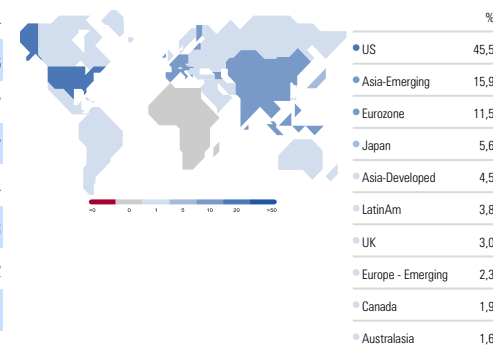 %
US 45,5
Asia-Emerging 15,9
Eurozone 11,5
Japan 5,6
Asia-Developed 4,5
LatinAm 3,8
UK 3,0
Europe - Emerging 2,3
Canada 1,9
Australasia 1,6
<0 0 1 5 10 20 >50